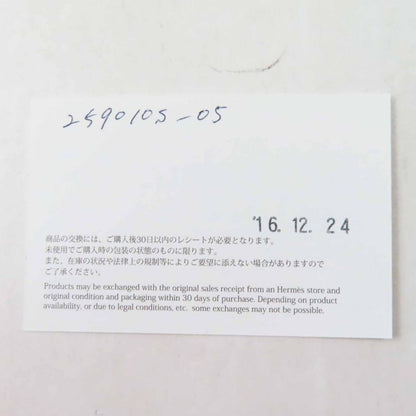 259010S-05
'16. 12. 24
商品の交換には、ご購入後30日以内のレシートが必要となります。
未使用でご購入時の包装の状態のものに限ります。
また、在庫の状況や法律上の規制等によりご要望に添えない場合がありますので
ご了承ください。
Products may be exchanged with the original sales receipt from an Hermès store and
original condition and packaging within 30 days of purchase. Depending on product
availability, or due to legal conditions, etc. some exchanges may not be possible.